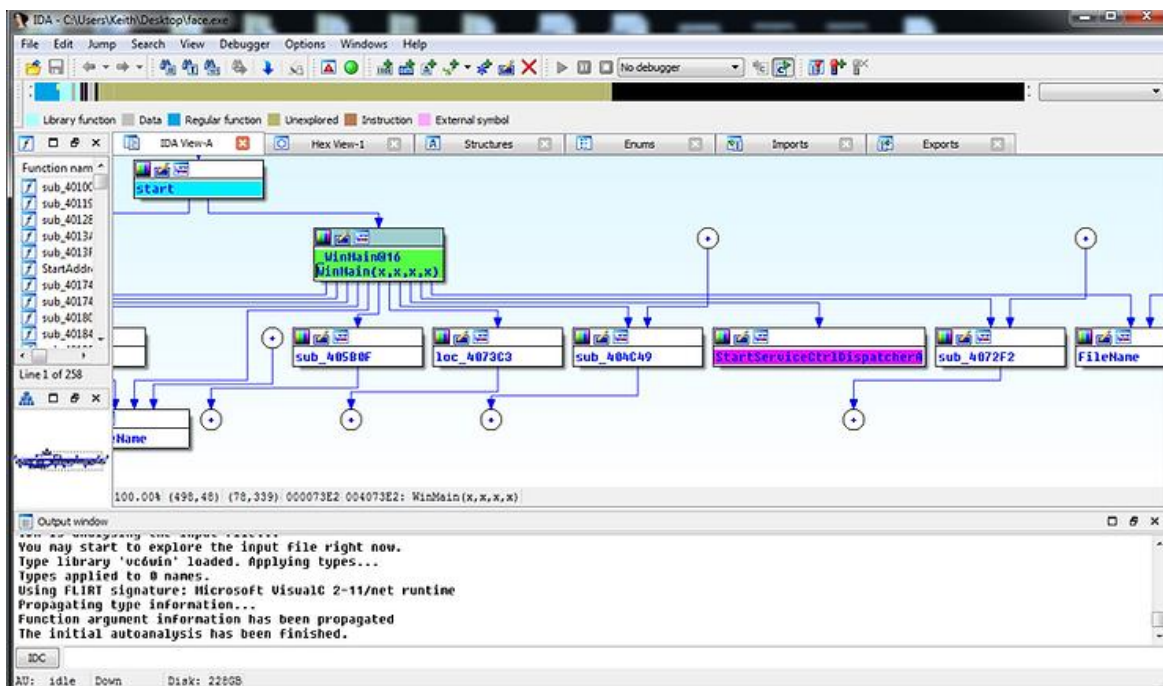 IDA - C:\Users\Keith\Desktop\face.exe
File Edit Jump Search View Debugger Options Windows Help
No debugger
Library function Data Regular function Unexplored Instruction External symbol
IDA View-A Hex View-1 Structures Enums Imports Exports
Function nam
sub_4010C
sub_40119
sub_4012E
sub_4013A
sub_4013F
StartAddr
sub_40174
sub_40174
sub_4018C
sub_40184
Line 1 of 258
start
_WinMain@16
WinMain(x,x,x,x)
sub_405B0F
loc_4073C3
sub_404C49
StartServiceCtrlDispatcherA
sub_4072F2
FileName
eName
100.00% (498,48) (78,339) 000073E2 004073E2: WinMain(x,x,x,x)
Output window
You may start to explore the input file right now.
Type library 'vc6win' loaded. Applying types...
Types applied to 0 names.
Using FLIRT signature: Microsoft VisualC 2-11/net runtime
Propagating type information...
Function argument information has been propagated
The initial autoanalysis has been finished.
IDC
AU: idle Down Disk: 228GB